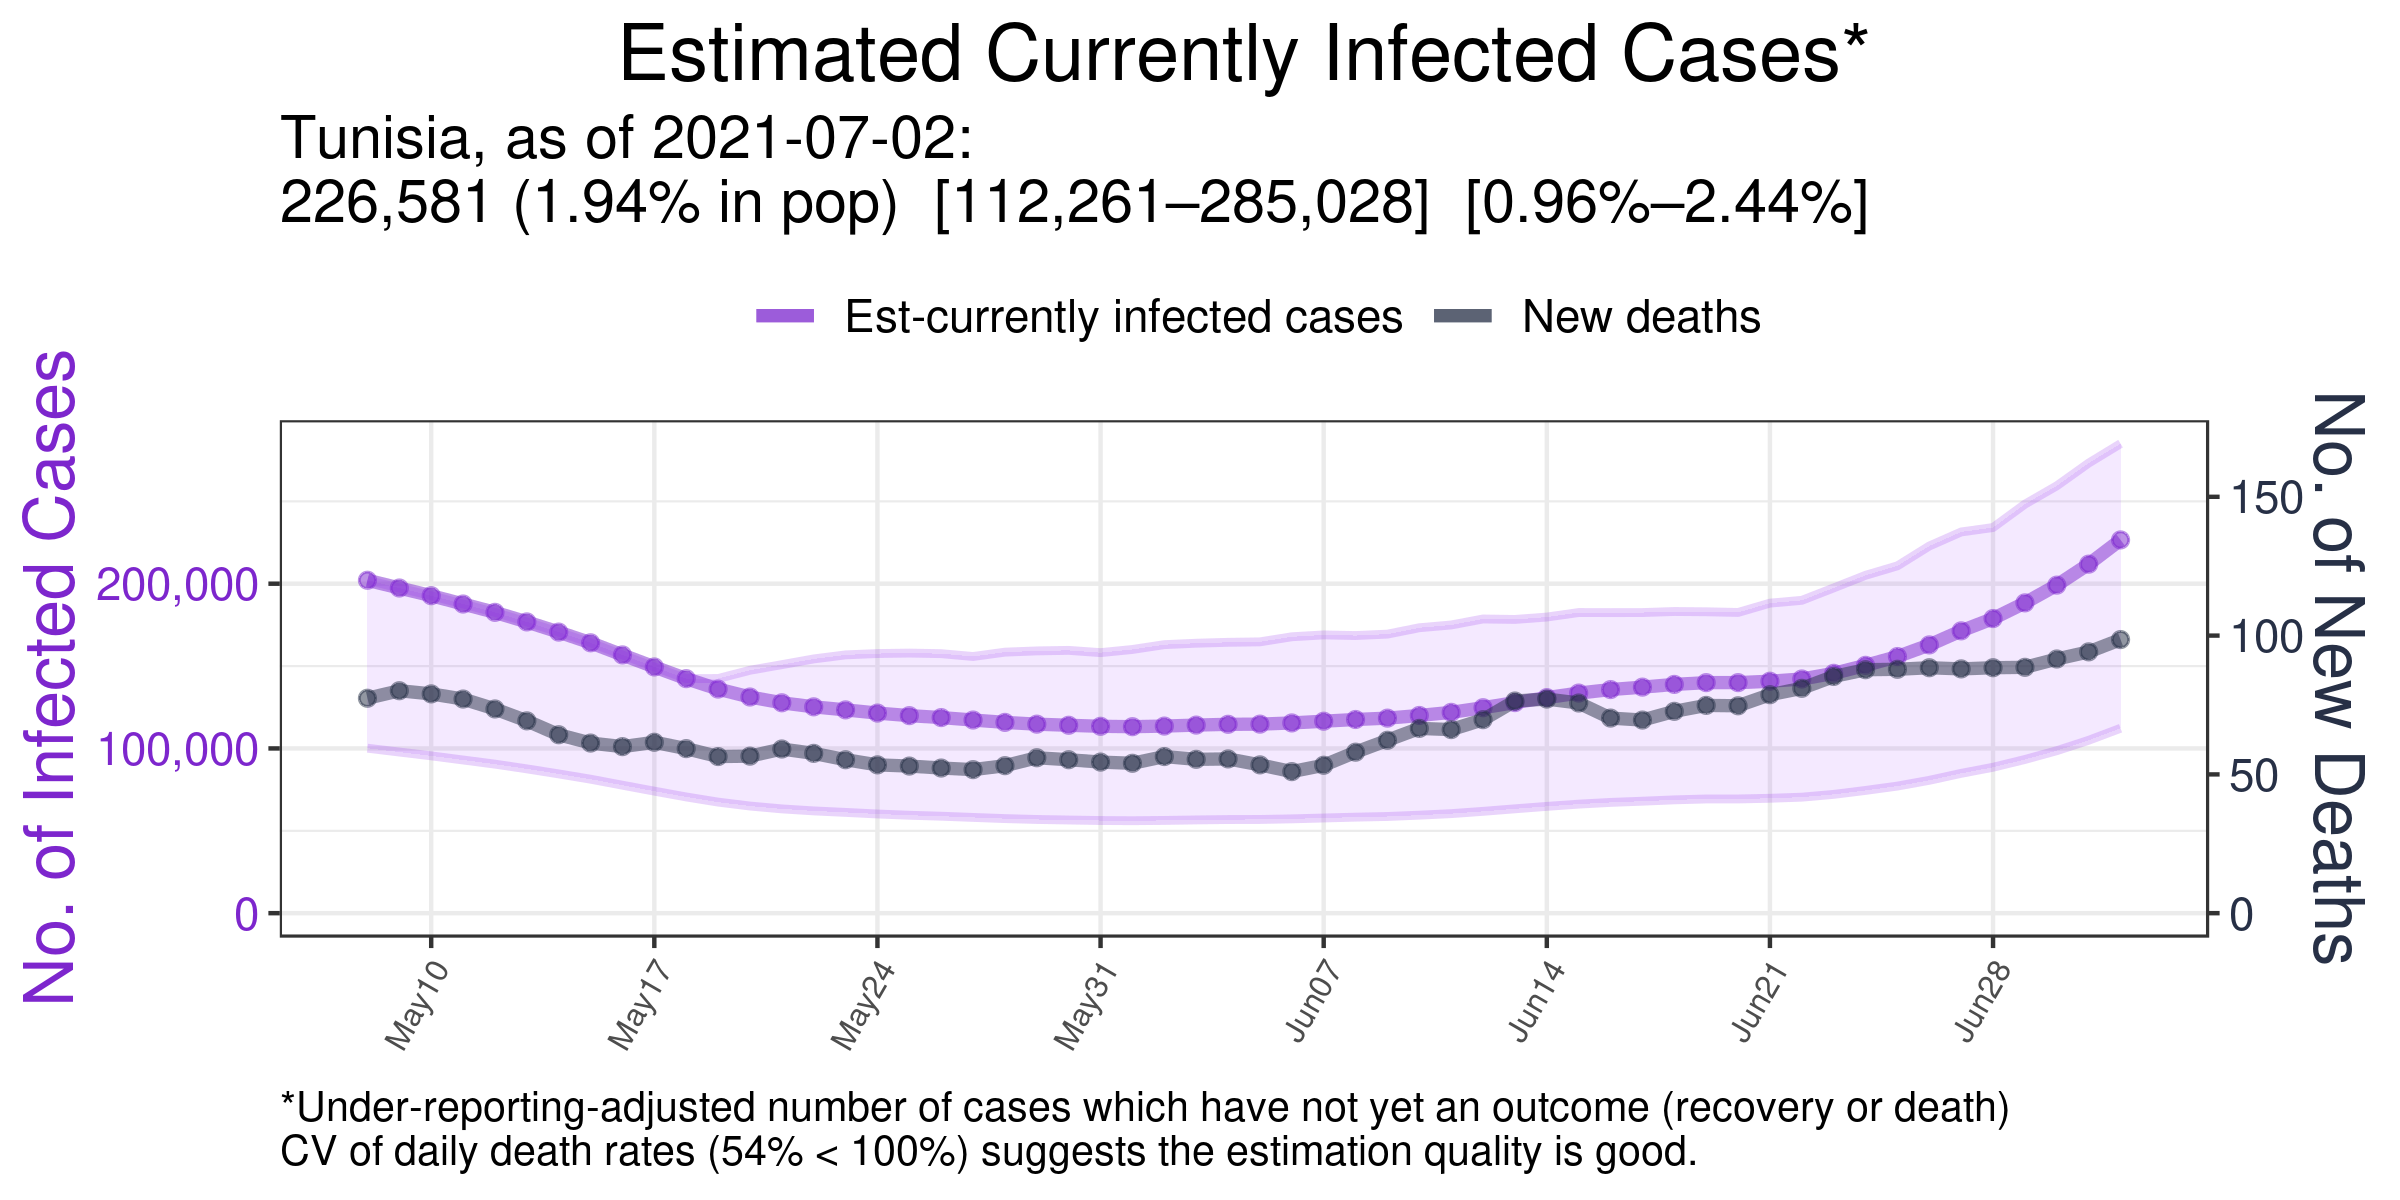 Estimated Currently Infected Cases*
Tunisia, as of 2021-07-02:
226,581 (1.94% in pop) [112,261–285,028] [0.96%–2.44%]
Est-currently infected cases
New deaths
No. of Infected Cases
200,000
100,000
0
No. of New Deaths
150
100
50
0
May10
May17
May24
May31
Jun07
Jun14
Jun21
Jun28
*Under-reporting-adjusted number of cases which have not yet an outcome (recovery or death)
CV of daily death rates (54% < 100%) suggests the estimation quality is good.